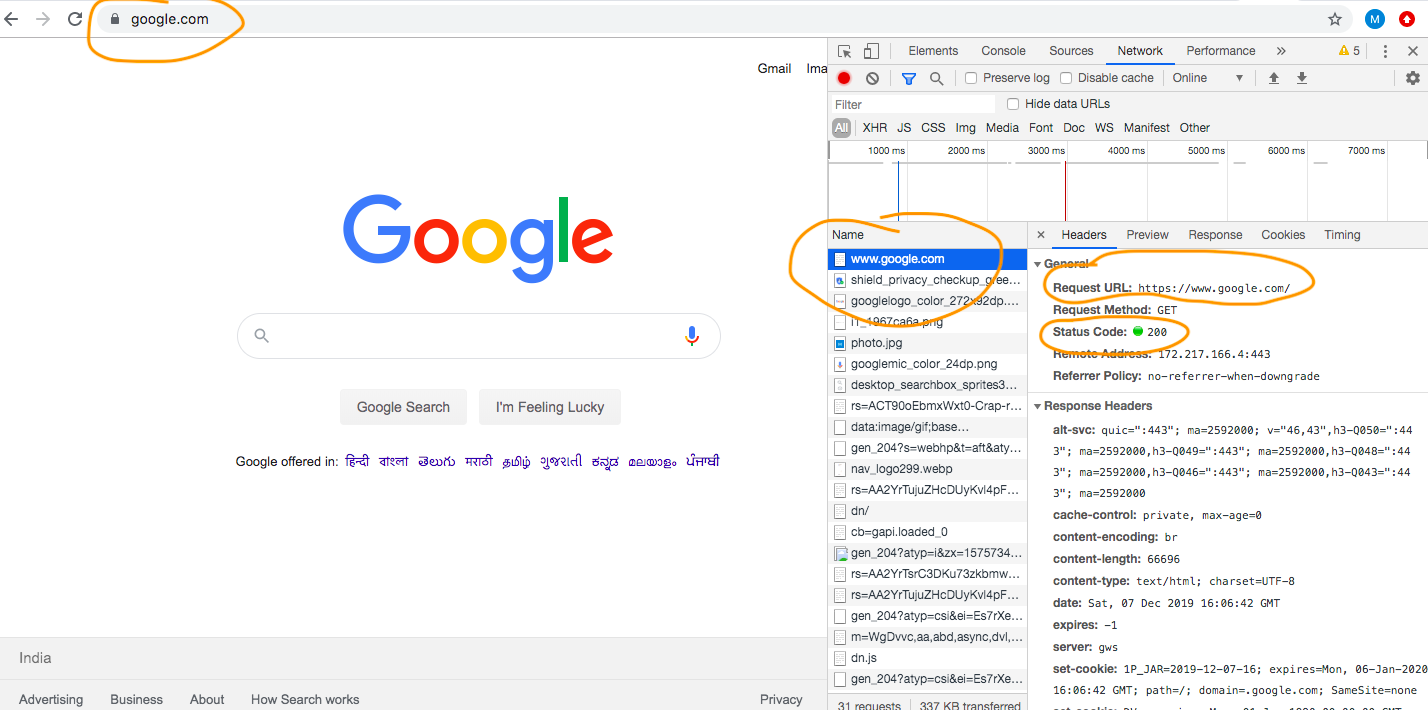 google.com
M
Gmail Ima
Google
Google Search I'm Feeling Lucky
Google offered in: हिन्दी বাংলা తెలుగు मराठी தமிழ் ગુજરાતી ಕನ್ನಡ മലയാളം ਪੰਜਾਬੀ
India
Advertising Business About How Search works Privacy
Elements Console Sources Network Performance » 5
Preserve log Disable cache Online
Filter Hide data URLs
All XHR JS CSS Img Media Font Doc WS Manifest Other
1000 ms 2000 ms 3000 ms 4000 ms 5000 ms 6000 ms 7000 ms
Name
www.google.com
shield_privacy_checkup_gree…
googlelogo_color_272x92dp.…
i1_1967ca6a.png
photo.jpg
googlemic_color_24dp.png
desktop_searchbox_sprites3…
rs=ACT90oEbmxWxt0-Crap-r…
data:image/gif;base…
gen_204?s=webhp&t=aft&aty…
nav_logo299.webp
rs=AA2YrTujuZHcDUyKvl4pF…
dn/
cb=gapi.loaded_0
gen_204?atyp=i&zx=1575734…
rs=AA2YrTsrC3DKu73zkbmw…
rs=AA2YrTujuZHcDUyKvl4pF…
gen_204?atyp=csi&ei=Es7rXe…
m=WgDvvc,aa,abd,async,dvl,…
dn.js
gen_204?atyp=csi&ei=Es7rXe…
31 requests 337 KB transferred
Headers Preview Response Cookies Timing
General
Request URL: https://www.google.com/
Request Method: GET
Status Code: 200
Remote Address: 172.217.166.4:443
Referrer Policy: no-referrer-when-downgrade
Response Headers
alt-svc: quic=":443"; ma=2592000; v="46,43",h3-Q050=":44
3"; ma=2592000,h3-Q049=":443"; ma=2592000,h3-Q048=":44
3"; ma=2592000,h3-Q046=":443"; ma=2592000,h3-Q043=":44
3"; ma=2592000
cache-control: private, max-age=0
content-encoding: br
content-length: 66696
content-type: text/html; charset=UTF-8
date: Sat, 07 Dec 2019 16:06:42 GMT
expires: -1
server: gws
set-cookie: 1P_JAR=2019-12-07-16; expires=Mon, 06-Jan-2020
16:06:42 GMT; path=/; domain=.google.com; SameSite=none